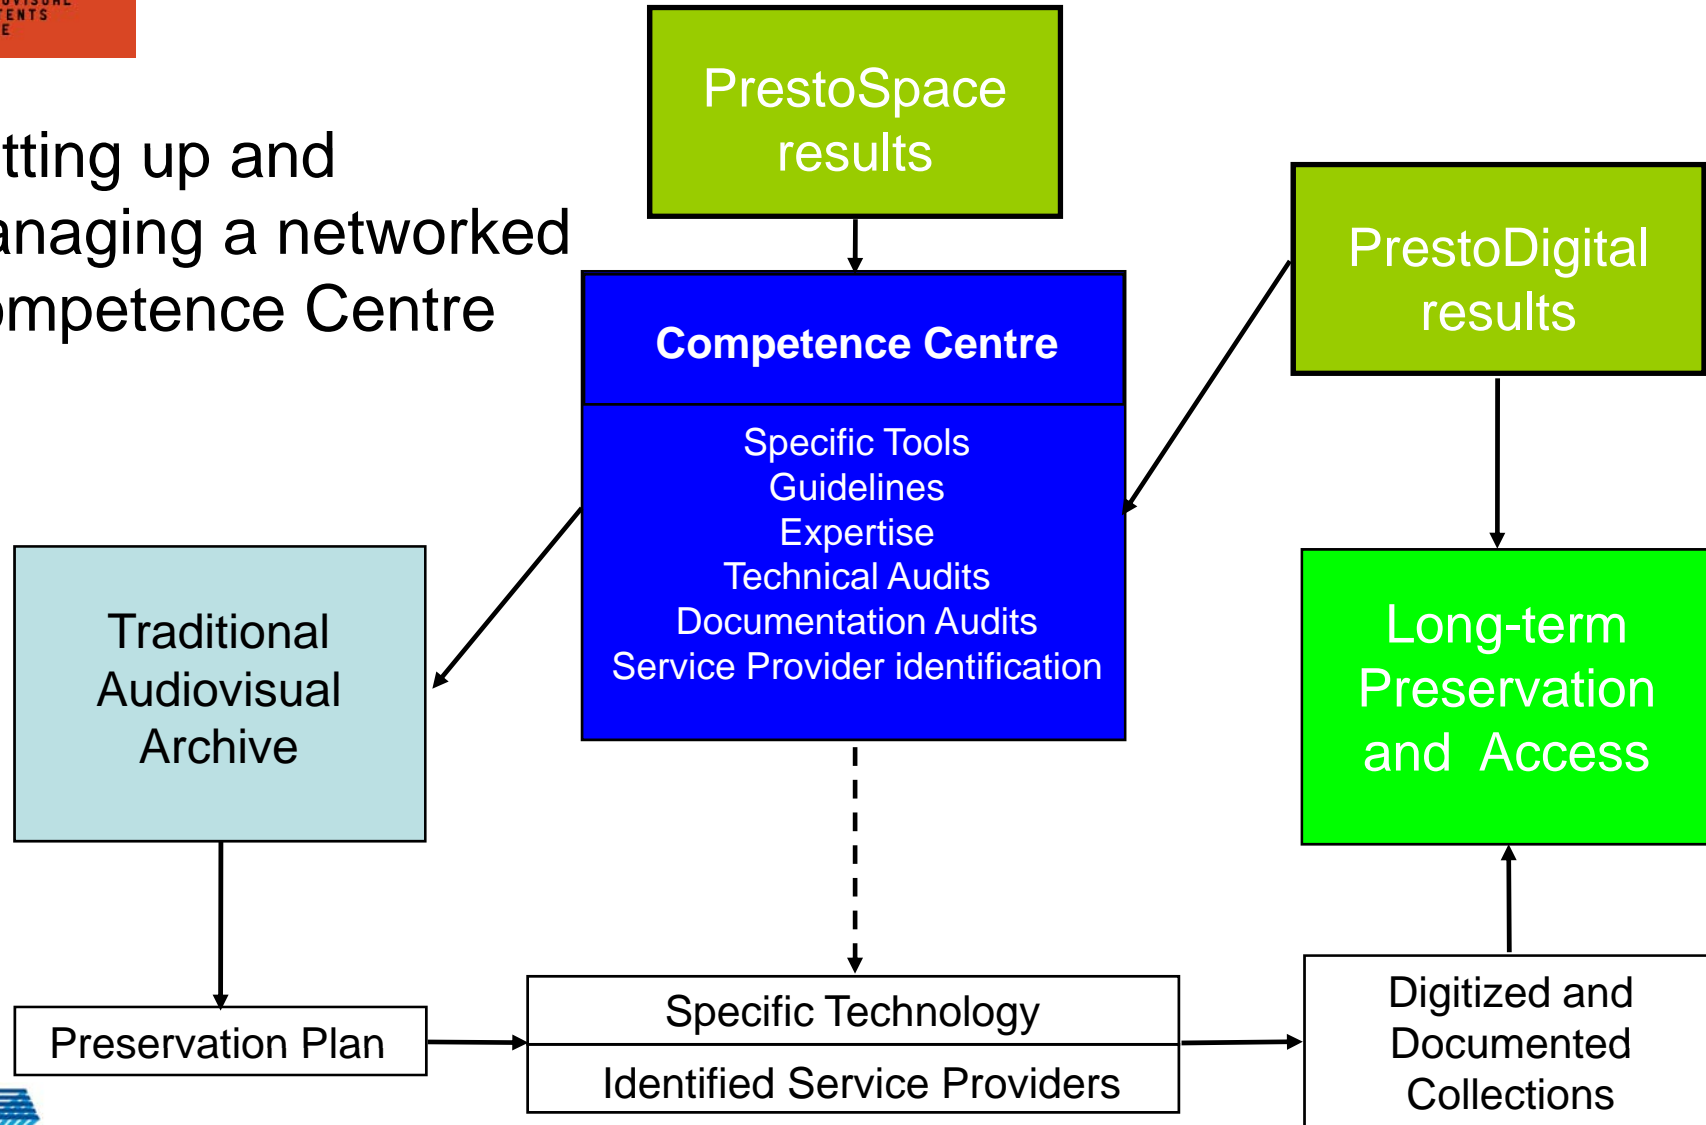 TENTS
E
tting up and
anaging a networked
ompetence Centre
PrestoSpace
results
PrestoDigital
results
Competence Centre
Specific Tools
Guidelines
Expertise
Technical Audits
Documentation Audits
Service Provider identification
Traditional
Audiovisual
Archive
Long-term
Preservation
and Access
Preservation Plan
Specific Technology
Identified Service Providers
Digitized and
Documented
Collections